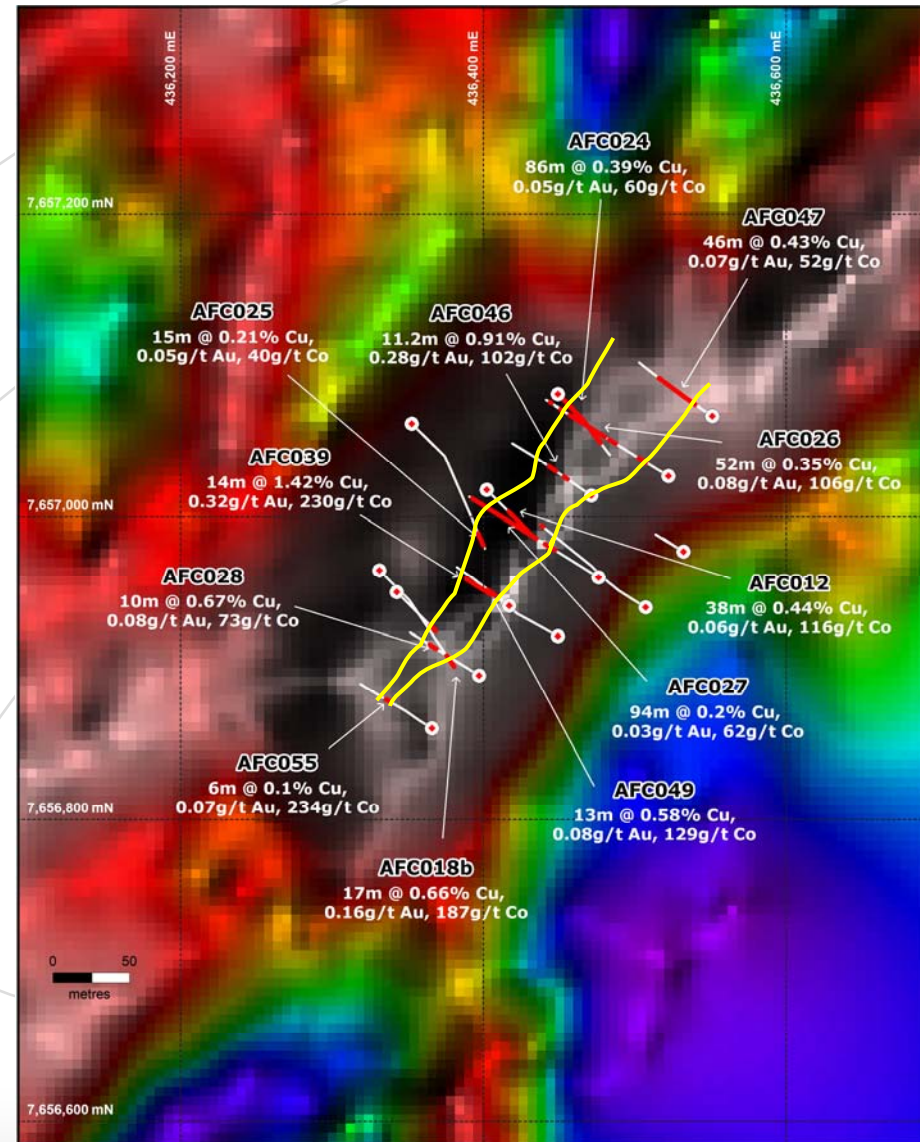 436,200 mE
436,400 mE
436,600 mE
AFC024
86m @ 0.39% Cu,
0.05g/t Au, 60g/t Co
7,657,200 mN
AFC047
46m @ 0.43% Cu,
0.07g/t Au, 52g/t Co
AFC025
15m @ 0.21% Cu,
0.05g/t Au, 40g/t Co
AFC046
11.2m @ 0.91% Cu,
0.28g/t Au, 102g/t Co
AFC026
52m @ 0.35% Cu,
0.08g/t Au, 106g/t Co
AFC039
14m @ 1.42% Cu,
0.32g/t Au, 230g/t Co
7,657,000 mN
AFC028
10m @ 0.67% Cu,
0.08g/t Au, 73g/t Co
AFC012
38m @ 0.44% Cu,
0.06g/t Au, 116g/t Co
AFC027
94m @ 0.2% Cu,
0.03g/t Au, 62g/t Co
AFC055
6m @ 0.1% Cu,
0.07g/t Au, 234g/t Co
AFC049
13m @ 0.58% Cu,
0.08g/t Au, 129g/t Co
7,656,800 mN
AFC018b
17m @ 0.66% Cu,
0.16g/t Au, 187g/t Co
0 50
metres
7,656,600 mN